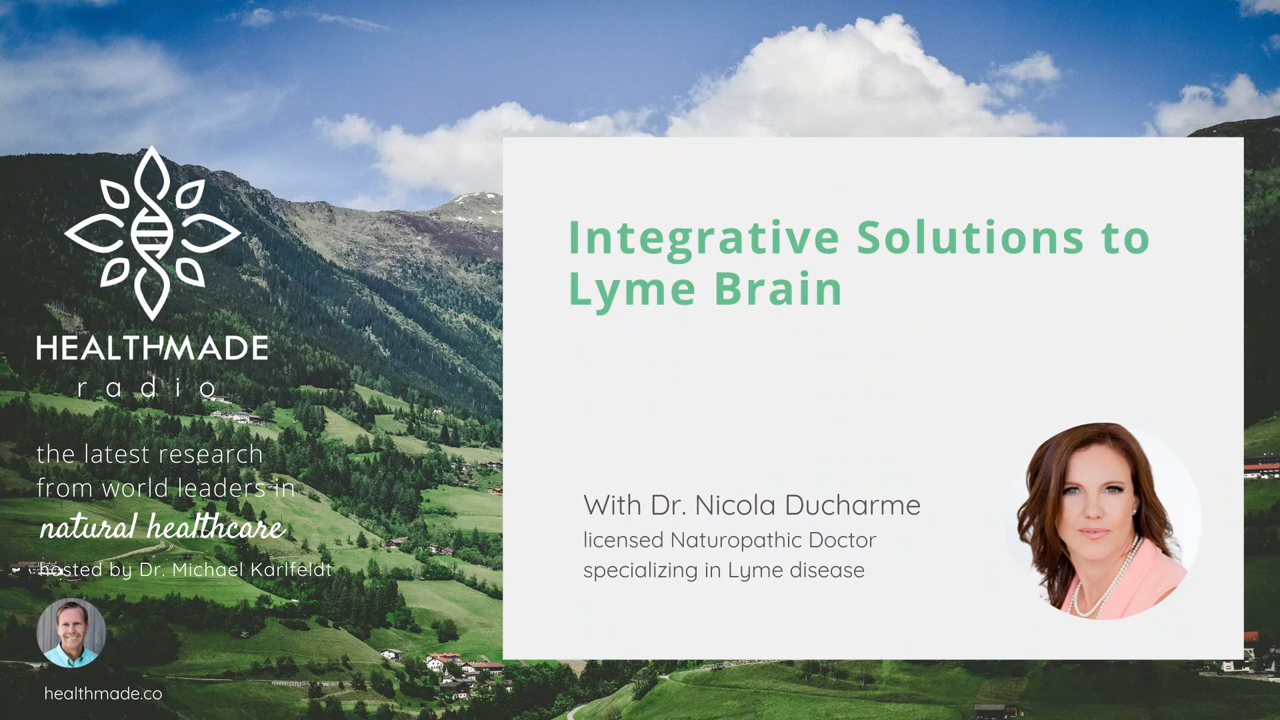 HEALTHMADE
radio
the latest research
from world leaders in
natural healthcare
hosted by Dr. Michael Karlfeldt
healthmade.co
Integrative Solutions to
Lyme Brain
With Dr. Nicola Ducharme
licensed Naturopathic Doctor
specializing in Lyme disease